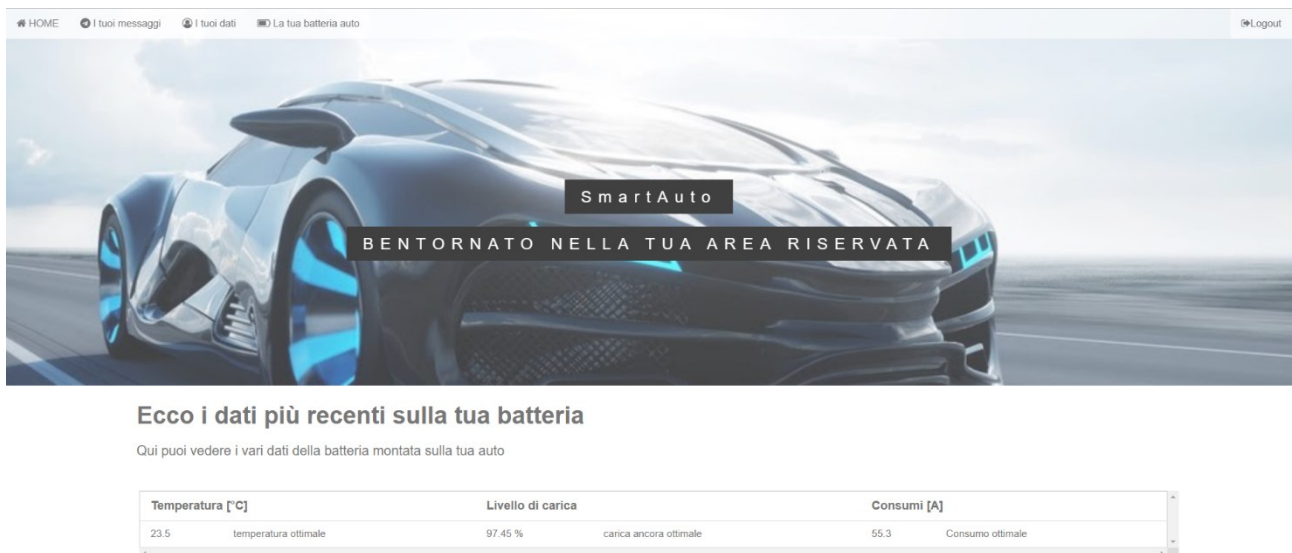 HOME I tuoi messaggi I tuoi dati La tua batteria auto Logout
SmartAuto
BENTORNATO NELLA TUA AREA RISERVATA
Ecco i dati più recenti sulla tua batteria
Qui puoi vedere i vari dati della batteria montata sulla tua auto
Temperatura [°C] Livello di carica Consumi [A]
23.5 temperatura ottimale 97.45 % carica ancora ottimale 55.3 Consumo ottimale